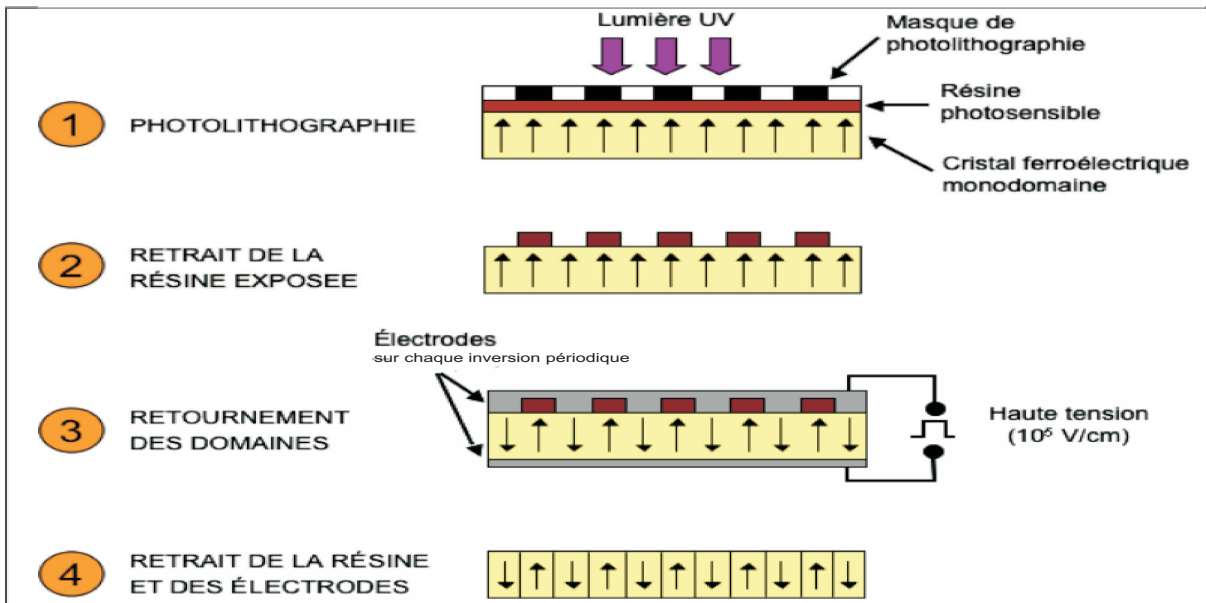 Lumière UV
Masque de
photolithographie
1
PHOTOLITHOGRAPHIE
Résine
photosensible
Cristal ferroélectrique
monodomaine
2
RETRAIT DE LA
RÉSINE EXPOSEE
Électrodes
sur chaque inversion périodique
3
RETOURNEMENT
DES DOMAINES
Haute tension
(10⁵ V/cm)
4
RETRAIT DE LA RÉSINE
ET DES ÉLECTRODES